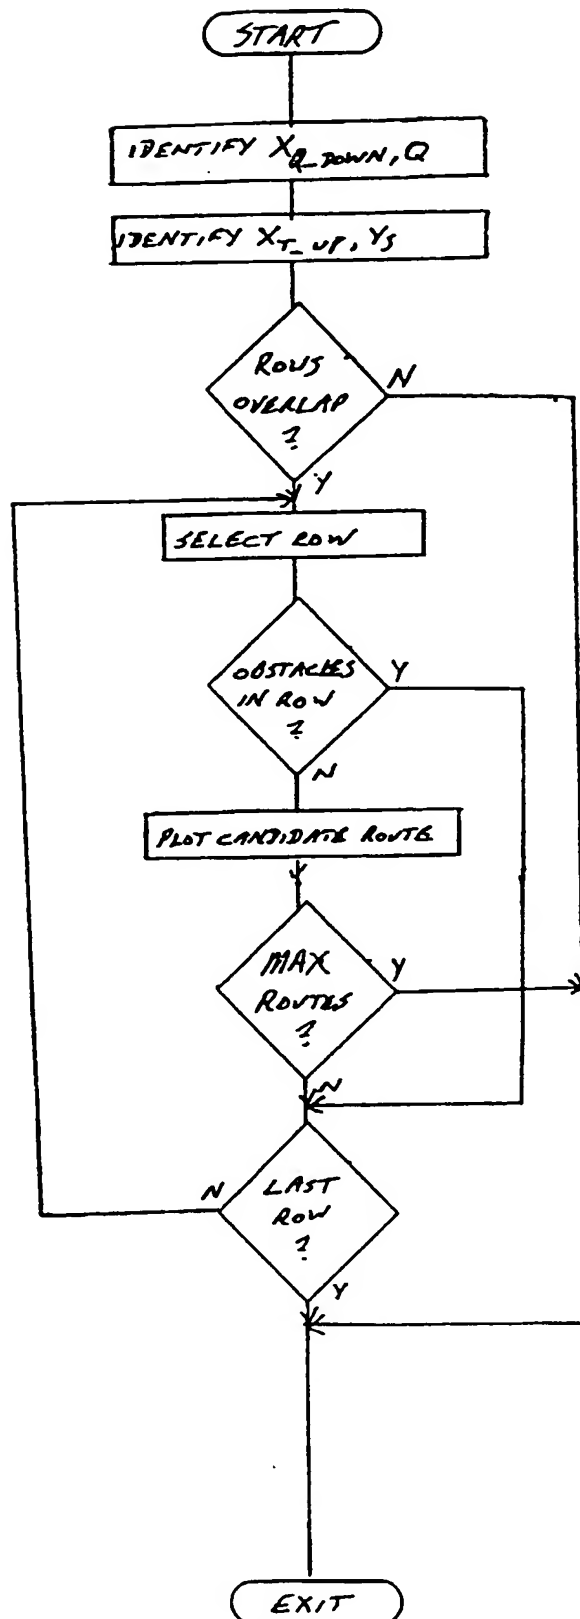 START
IDENTIFY X_Q_DOWN, Q
IDENTIFY X_T_UP, Y_S
ROWS
OVERLAP
?
N
Y
SELECT ROW
OBSTACLES
IN ROW
?
Y
N
PLOT CANDIDATE ROUTE
MAX
ROUTES
?
Y
N
LAST
ROW
?
N
Y
EXIT